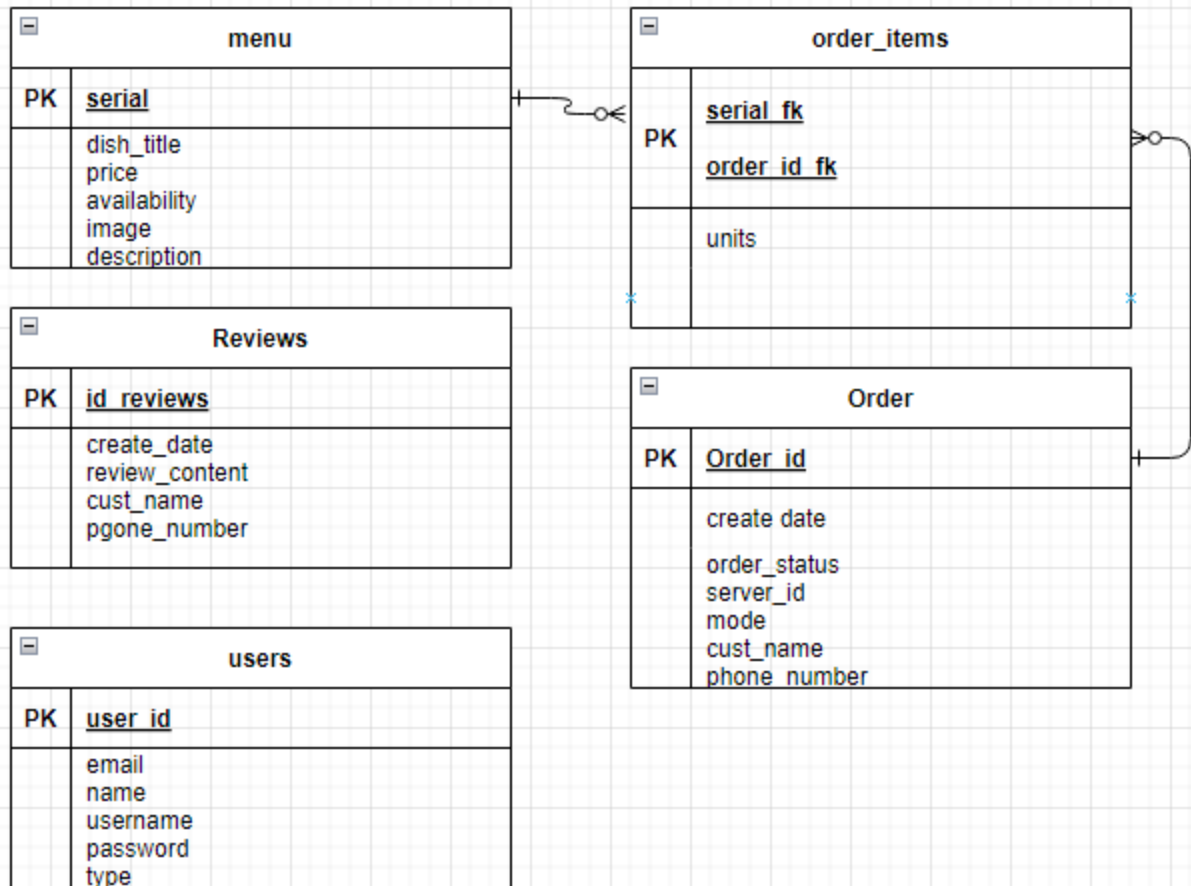 menu
PK serial
dish_title
price
availability
image
description
order_items
PK
serial_fk
order_id_fk
units
Reviews
PK id_reviews
create_date
review_content
cust_name
pgone_number
Order
PK Order_id
create date
order_status
server_id
mode
cust_name
phone_number
users
PK user_id
email
name
username
password
type